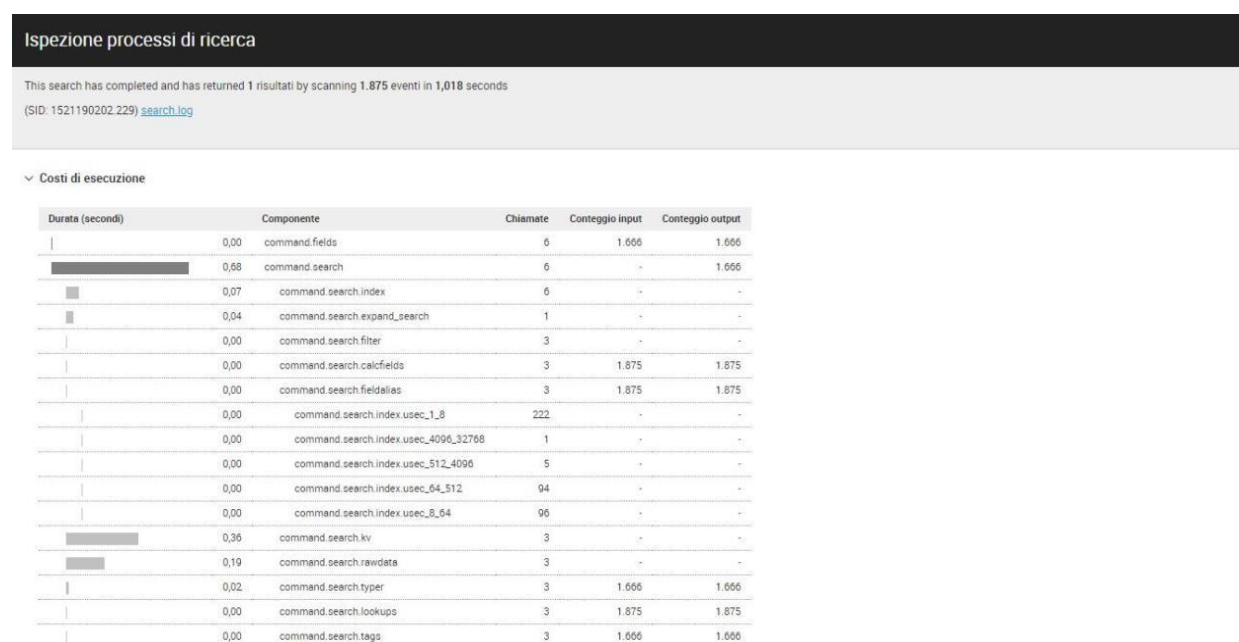 Ispezione processi di ricerca
This search has completed and has returned 1 risultati by scanning 1.875 eventi in 1,018 seconds
(SID: 1521190202.229) search.log
Costi di esecuzione
Durata (secondi) Componente Chiamate Conteggio input Conteggio output
0,00 command.fields 6 1.666 1.666
0,68 command.search 6 - 1.666
0,07 command.search.index 6 - -
0,04 command.search.expand_search 1 - -
0,00 command.search.filter 3 - -
0,00 command.search.calcfields 3 1.875 1.875
0,00 command.search.fieldalias 3 1.875 1.875
0,00 command.search.index.usec_1_8 222 - -
0,00 command.search.index.usec_4096_32768 1 - -
0,00 command.search.index.usec_512_4096 5 - -
0,00 command.search.index.usec_64_512 94 - -
0,00 command.search.index.usec_8_64 96 - -
0,36 command.search.kv 3 - -
0,19 command.search.rawdata 3 - -
0,02 command.search.typer 3 1.666 1.666
0,00 command.search.lookups 3 1.875 1.875
0,00 command.search.tags 3 1.666 1.666